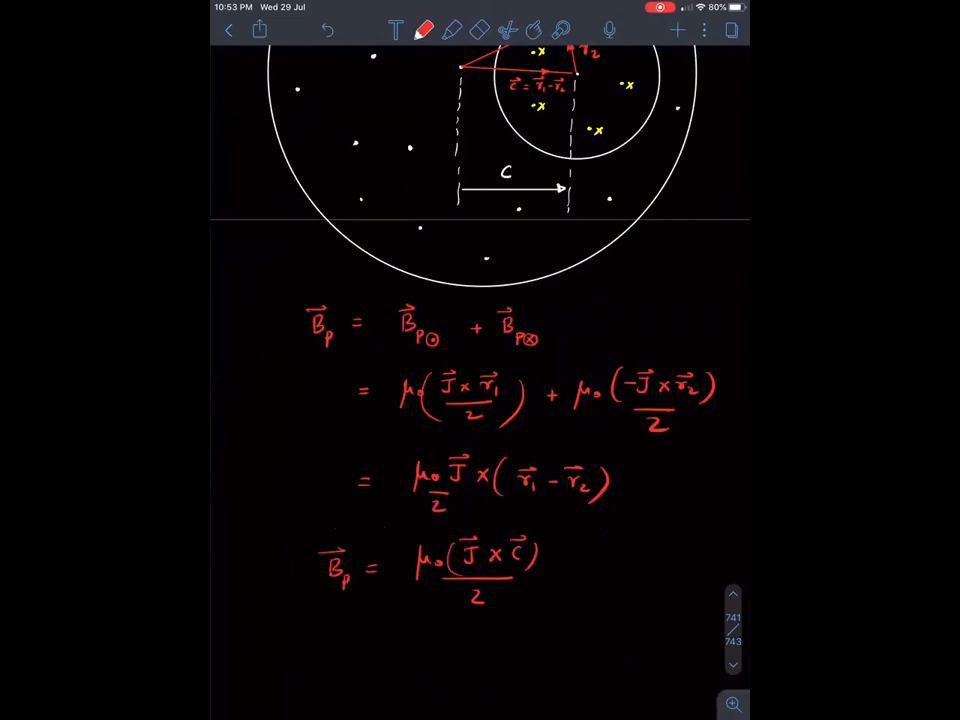 10:53 PM Wed 29 Jul
80%
T
x
r₂
x
C⃗ = r⃗₁ - r⃗₂
x
x
C
B⃗p = B⃗p⊙ + B⃗p⊗
= μ₀(J⃗ × r⃗₁ / 2) + μ₀(-J⃗ × r⃗₂) / 2
= μ₀/2 J⃗ × (r⃗₁ - r⃗₂)
B⃗p = μ₀(J⃗ × C⃗) / 2
741
/
743